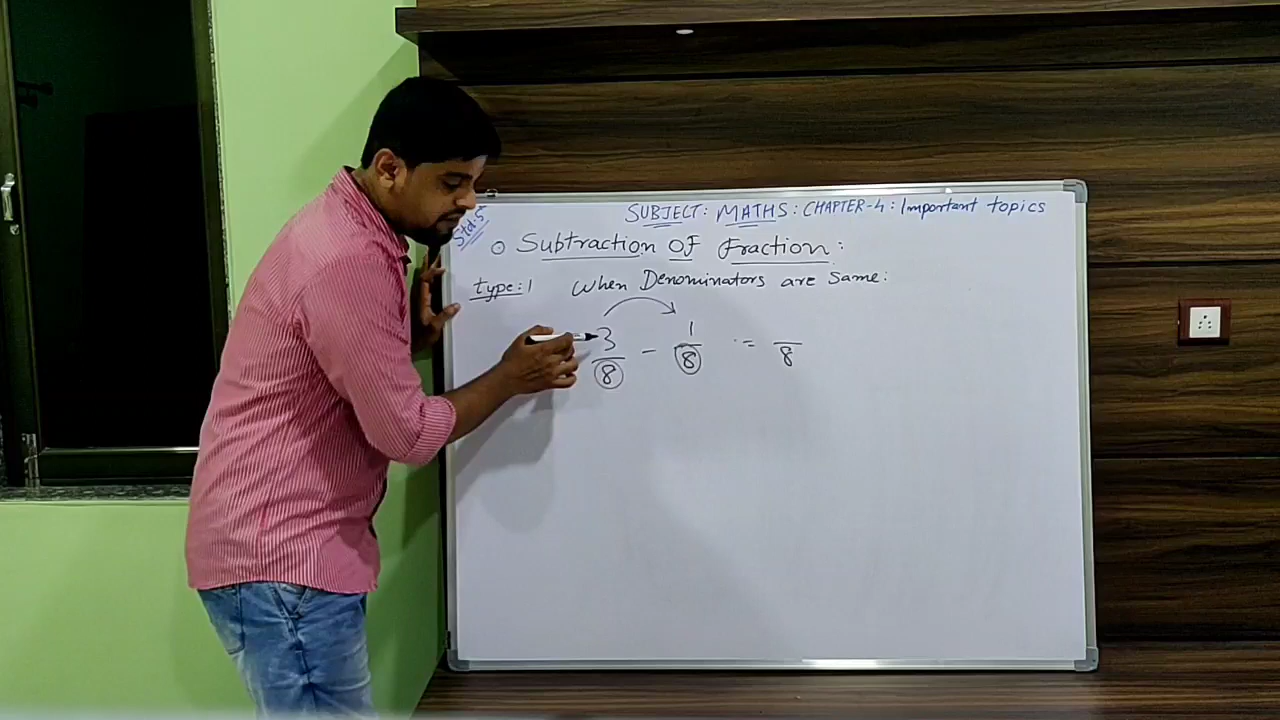 SUBJECT: MATHS: CHAPTER-4: Important topics
Std:5
Subtraction OF Fraction:
type:1 When Denominators are Same:
3/8 - 1/8 = /8